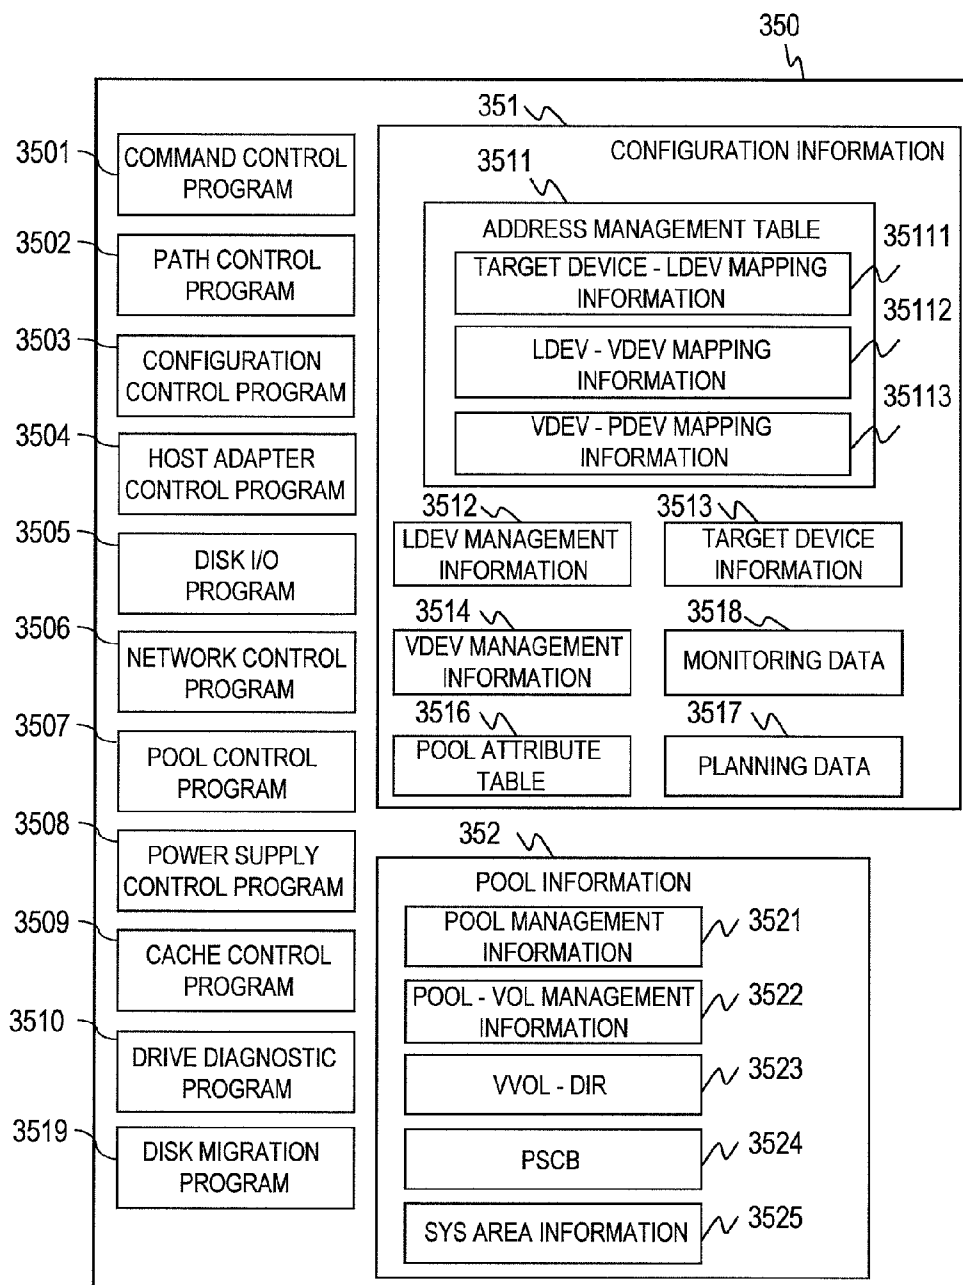 350
3501
COMMAND CONTROL
PROGRAM
3502
PATH CONTROL
PROGRAM
3503
CONFIGURATION
CONTROL PROGRAM
3504
HOST ADAPTER
CONTROL PROGRAM
3505
DISK I/O
PROGRAM
3506
NETWORK CONTROL
PROGRAM
3507
POOL CONTROL
PROGRAM
3508
POWER SUPPLY
CONTROL PROGRAM
3509
CACHE CONTROL
PROGRAM
3510
DRIVE DIAGNOSTIC
PROGRAM
3519
DISK MIGRATION
PROGRAM
351
CONFIGURATION INFORMATION
3511
ADDRESS MANAGEMENT TABLE
35111
TARGET DEVICE - LDEV MAPPING
INFORMATION
35112
LDEV - VDEV MAPPING
INFORMATION
35113
VDEV - PDEV MAPPING
INFORMATION
3512
LDEV MANAGEMENT
INFORMATION
3513
TARGET DEVICE
INFORMATION
3514
VDEV MANAGEMENT
INFORMATION
3518
MONITORING DATA
3516
POOL ATTRIBUTE
TABLE
3517
PLANNING DATA
352
POOL INFORMATION
POOL MANAGEMENT
INFORMATION
3521
POOL - VOL MANAGEMENT
INFORMATION
3522
VVOL - DIR
3523
PSCB
3524
SYS AREA INFORMATION
3525